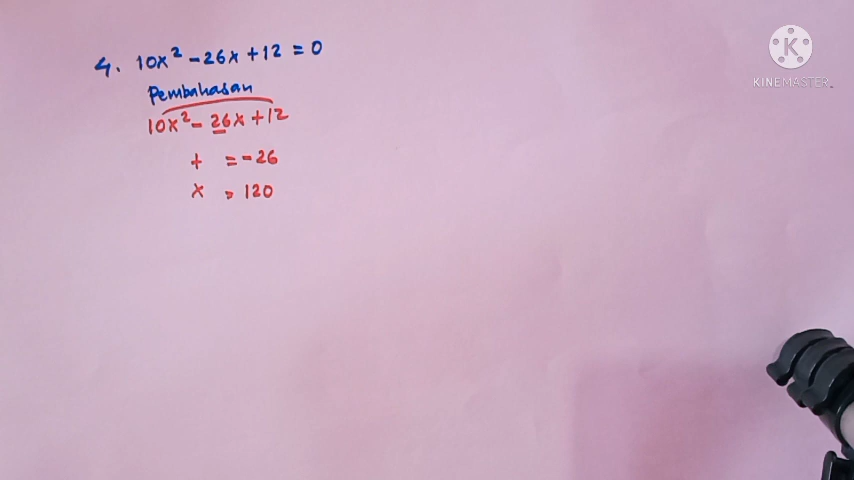 4. 10x² - 26x + 12 = 0
Pembahasan
10x² - 26x + 12
+ = -26
x = 120
K
KINEMASTER